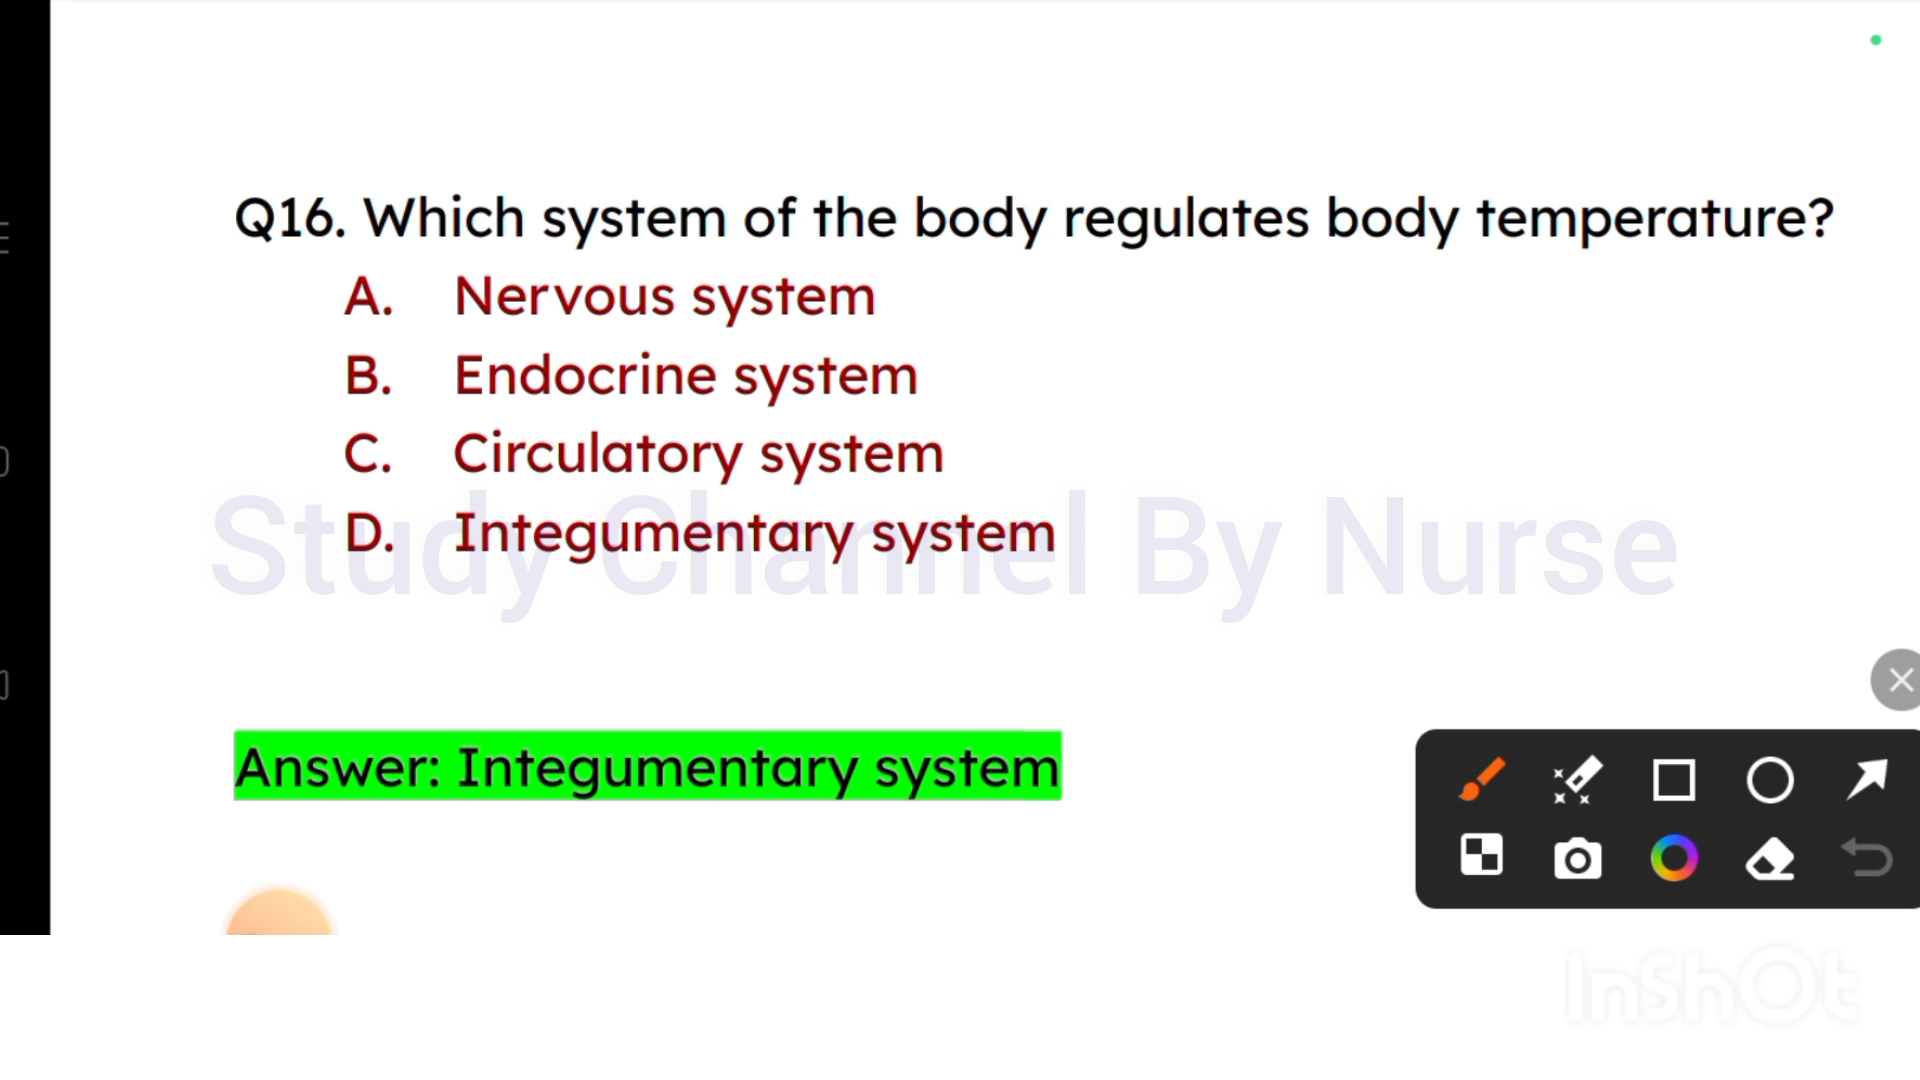 Q16. Which system of the body regulates body temperature?
A. Nervous system
B. Endocrine system
C. Circulatory system
D. Integumentary system
Study Channel By Nurse
Answer: Integumentary system
InShOt